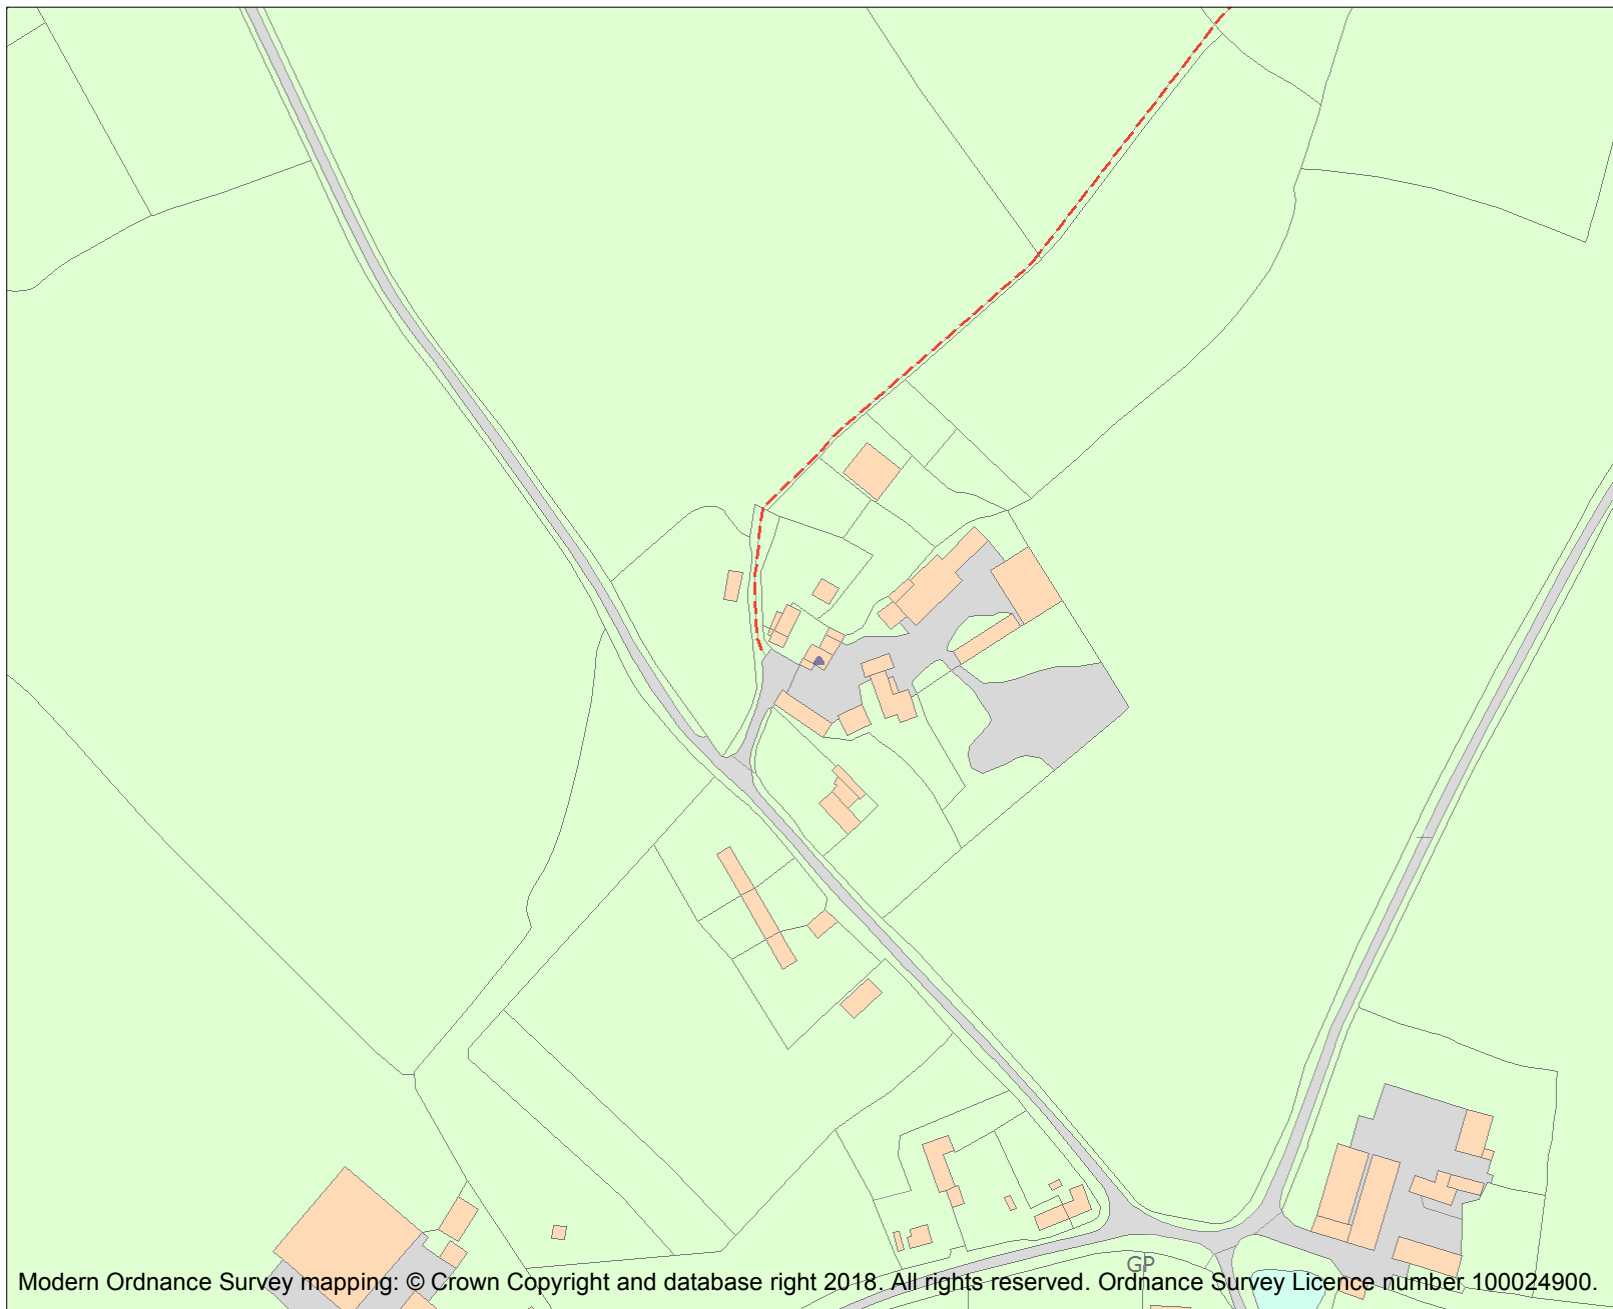 GP
Modern Ordnance Survey mapping: © Crown Copyright and database right 2018. All rights reserved. Ordnance Survey Licence number 100024900.